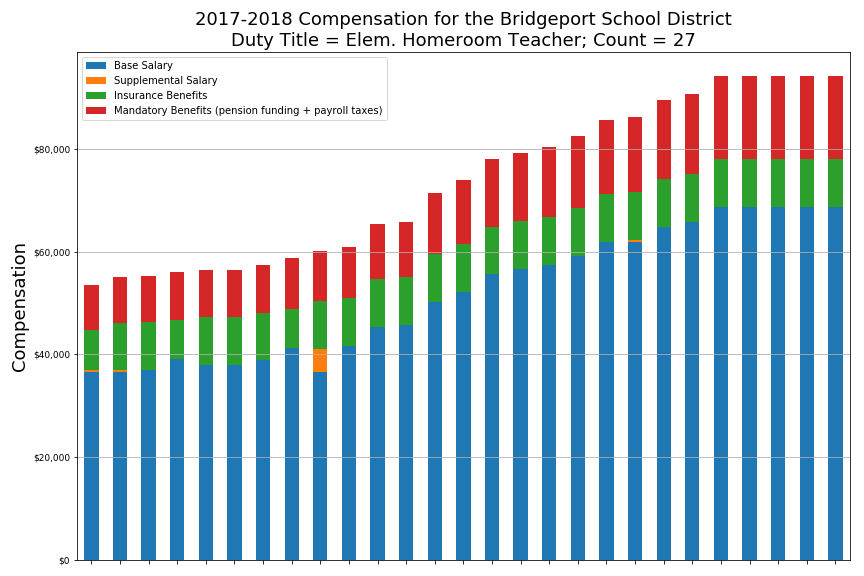 2017-2018 Compensation for the Bridgeport School District
Duty Title = Elem. Homeroom Teacher; Count = 27
Base Salary
Supplemental Salary
Insurance Benefits
Mandatory Benefits (pension funding + payroll taxes)
$80,000
$60,000
$40,000
$20,000
$0
Compensation